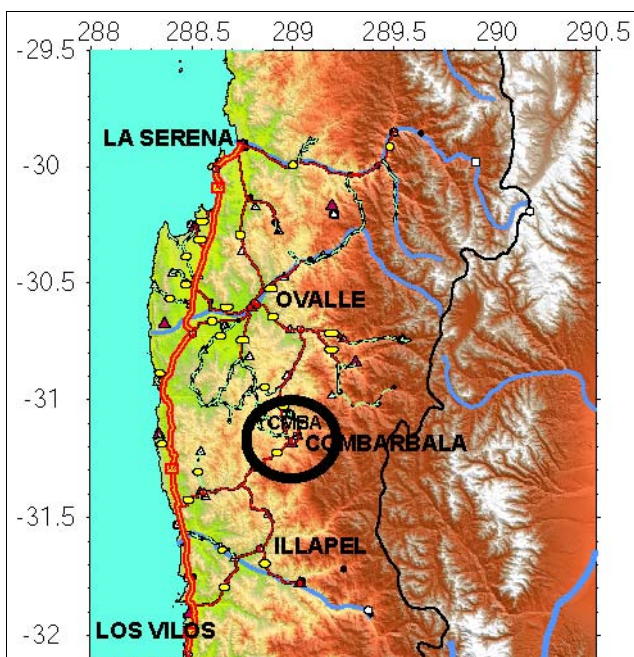 288 288.5 289 289.5 290 290.5
-29.5
LA SERENA
-30
-30.5
OVALLE
-31
CMBA
COMBARBALA
-31.5
ILLAPEL
LOS VILOS
-32